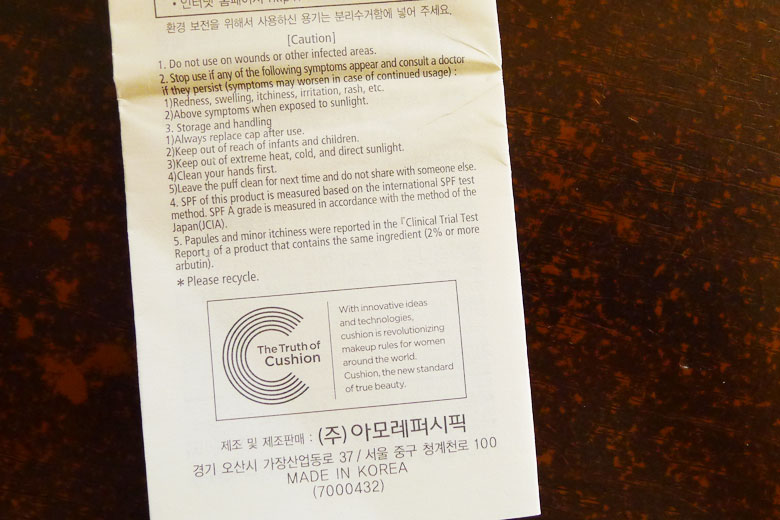 • 인터넷 홈페이지
환경 보전을 위해서 사용하신 용기는 분리수거함에 넣어 주세요.
[Caution]
1. Do not use on wounds or other infected areas.
2. Stop use if any of the following symptoms appear and consult a doctor
if they persist (symptoms may worsen in case of continued usage) :
1)Redness, swelling, itchiness, irritation, rash, etc.
2)Above symptoms when exposed to sunlight.
3. Storage and handling
1)Always replace cap after use.
2)Keep out of reach of infants and children.
3)Keep out of extreme heat, cold, and direct sunlight.
4)Clean your hands first.
5)Leave the puff clean for next time and do not share with someone else.
4. SPF of this product is measured based on the international SPF test
method. SPF A grade is measured in accordance with the method of the
Japan(JCIA).
5. Papules and minor itchiness were reported in the 『Clinical Trial Test
Report』 of a product that contains the same ingredient (2% or more
arbutin).
* Please recycle.
The Truth of
Cushion
With innovative ideas
and technologies,
cushion is revolutionizing
makeup rules for women
around the world.
Cushion, the new standard
of true beauty.
제조 및 제조판매 : (주)아모레퍼시픽
경기 오산시 가장산업동로 37 / 서울 중구 청계천로 100
MADE IN KOREA
(7000432)